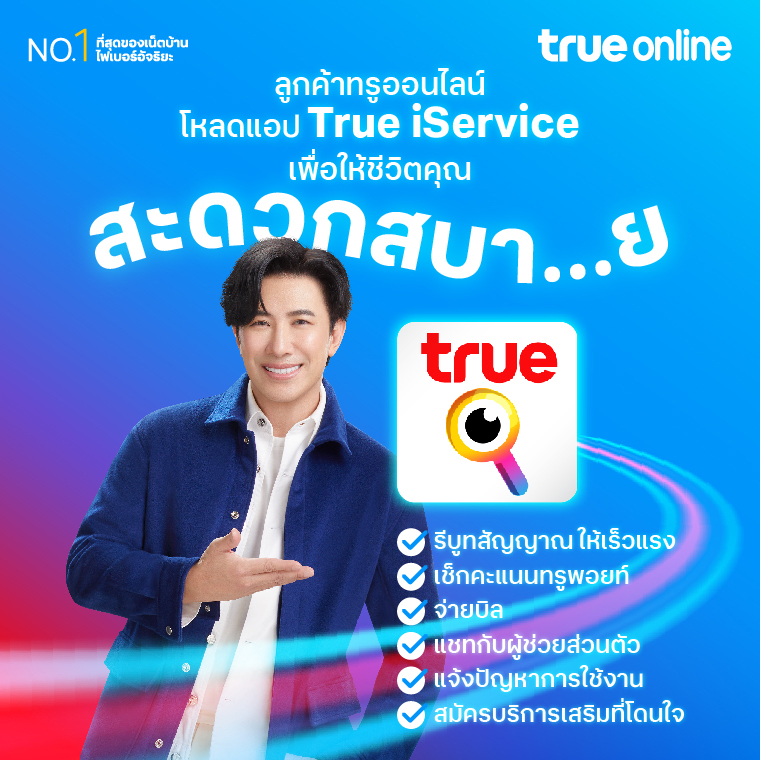 NO.1 ที่สุดของเน็ตบ้าน
ไฟเบอร์อัจริยะ
true online
ลูกค้าทรูออนไลน์
โหลดแอป True iService
เพื่อให้ชีวิตคุณ
สะดวกสบา...ย
true
รีบูทสัญญาณ ให้เร็วแรง
เช็กคะแนนทรูพอยท์
จ่ายบิล
แชทกับผู้ช่วยส่วนตัว
แจ้งปัญหาการใช้งาน
สมัครบริการเสริมที่โดนใจ